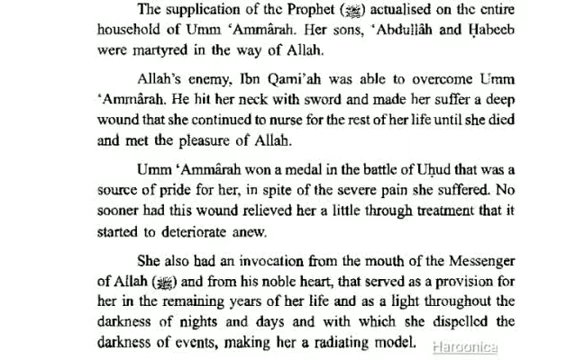 The supplication of the Prophet (ﷺ) actualised on the entire
household of Umm ‘Ammârah. Her sons, ‘Abdullâh and Ḥabeeb
were martyred in the way of Allah.
Allah's enemy, Ibn Qami’ah was able to overcome Umm
‘Ammârah. He hit her neck with sword and made her suffer a deep
wound that she continued to nurse for the rest of her life until she died
and met the pleasure of Allah.
Umm ‘Ammârah won a medal in the battle of Uḥud that was a
source of pride for her, in spite of the severe pain she suffered. No
sooner had this wound relieved her a little through treatment that it
started to deteriorate anew.
She also had an invocation from the mouth of the Messenger
of Allah (ﷺ) and from his noble heart, that served as a provision for
her in the remaining years of her life and as a light throughout the
darkness of nights and days and with which she dispelled the
darkness of events, making her a radiating model.
Haroonica